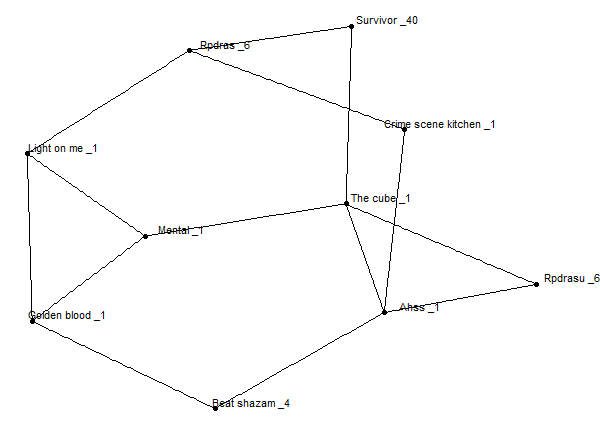 Survivor _40
Rpdras _6
Crime scene kitchen _1
Light on me _1
The cube _1
Mental _1
Rpdrasu _6
Ahss _1
Golden blood _1
Beat shazam _4